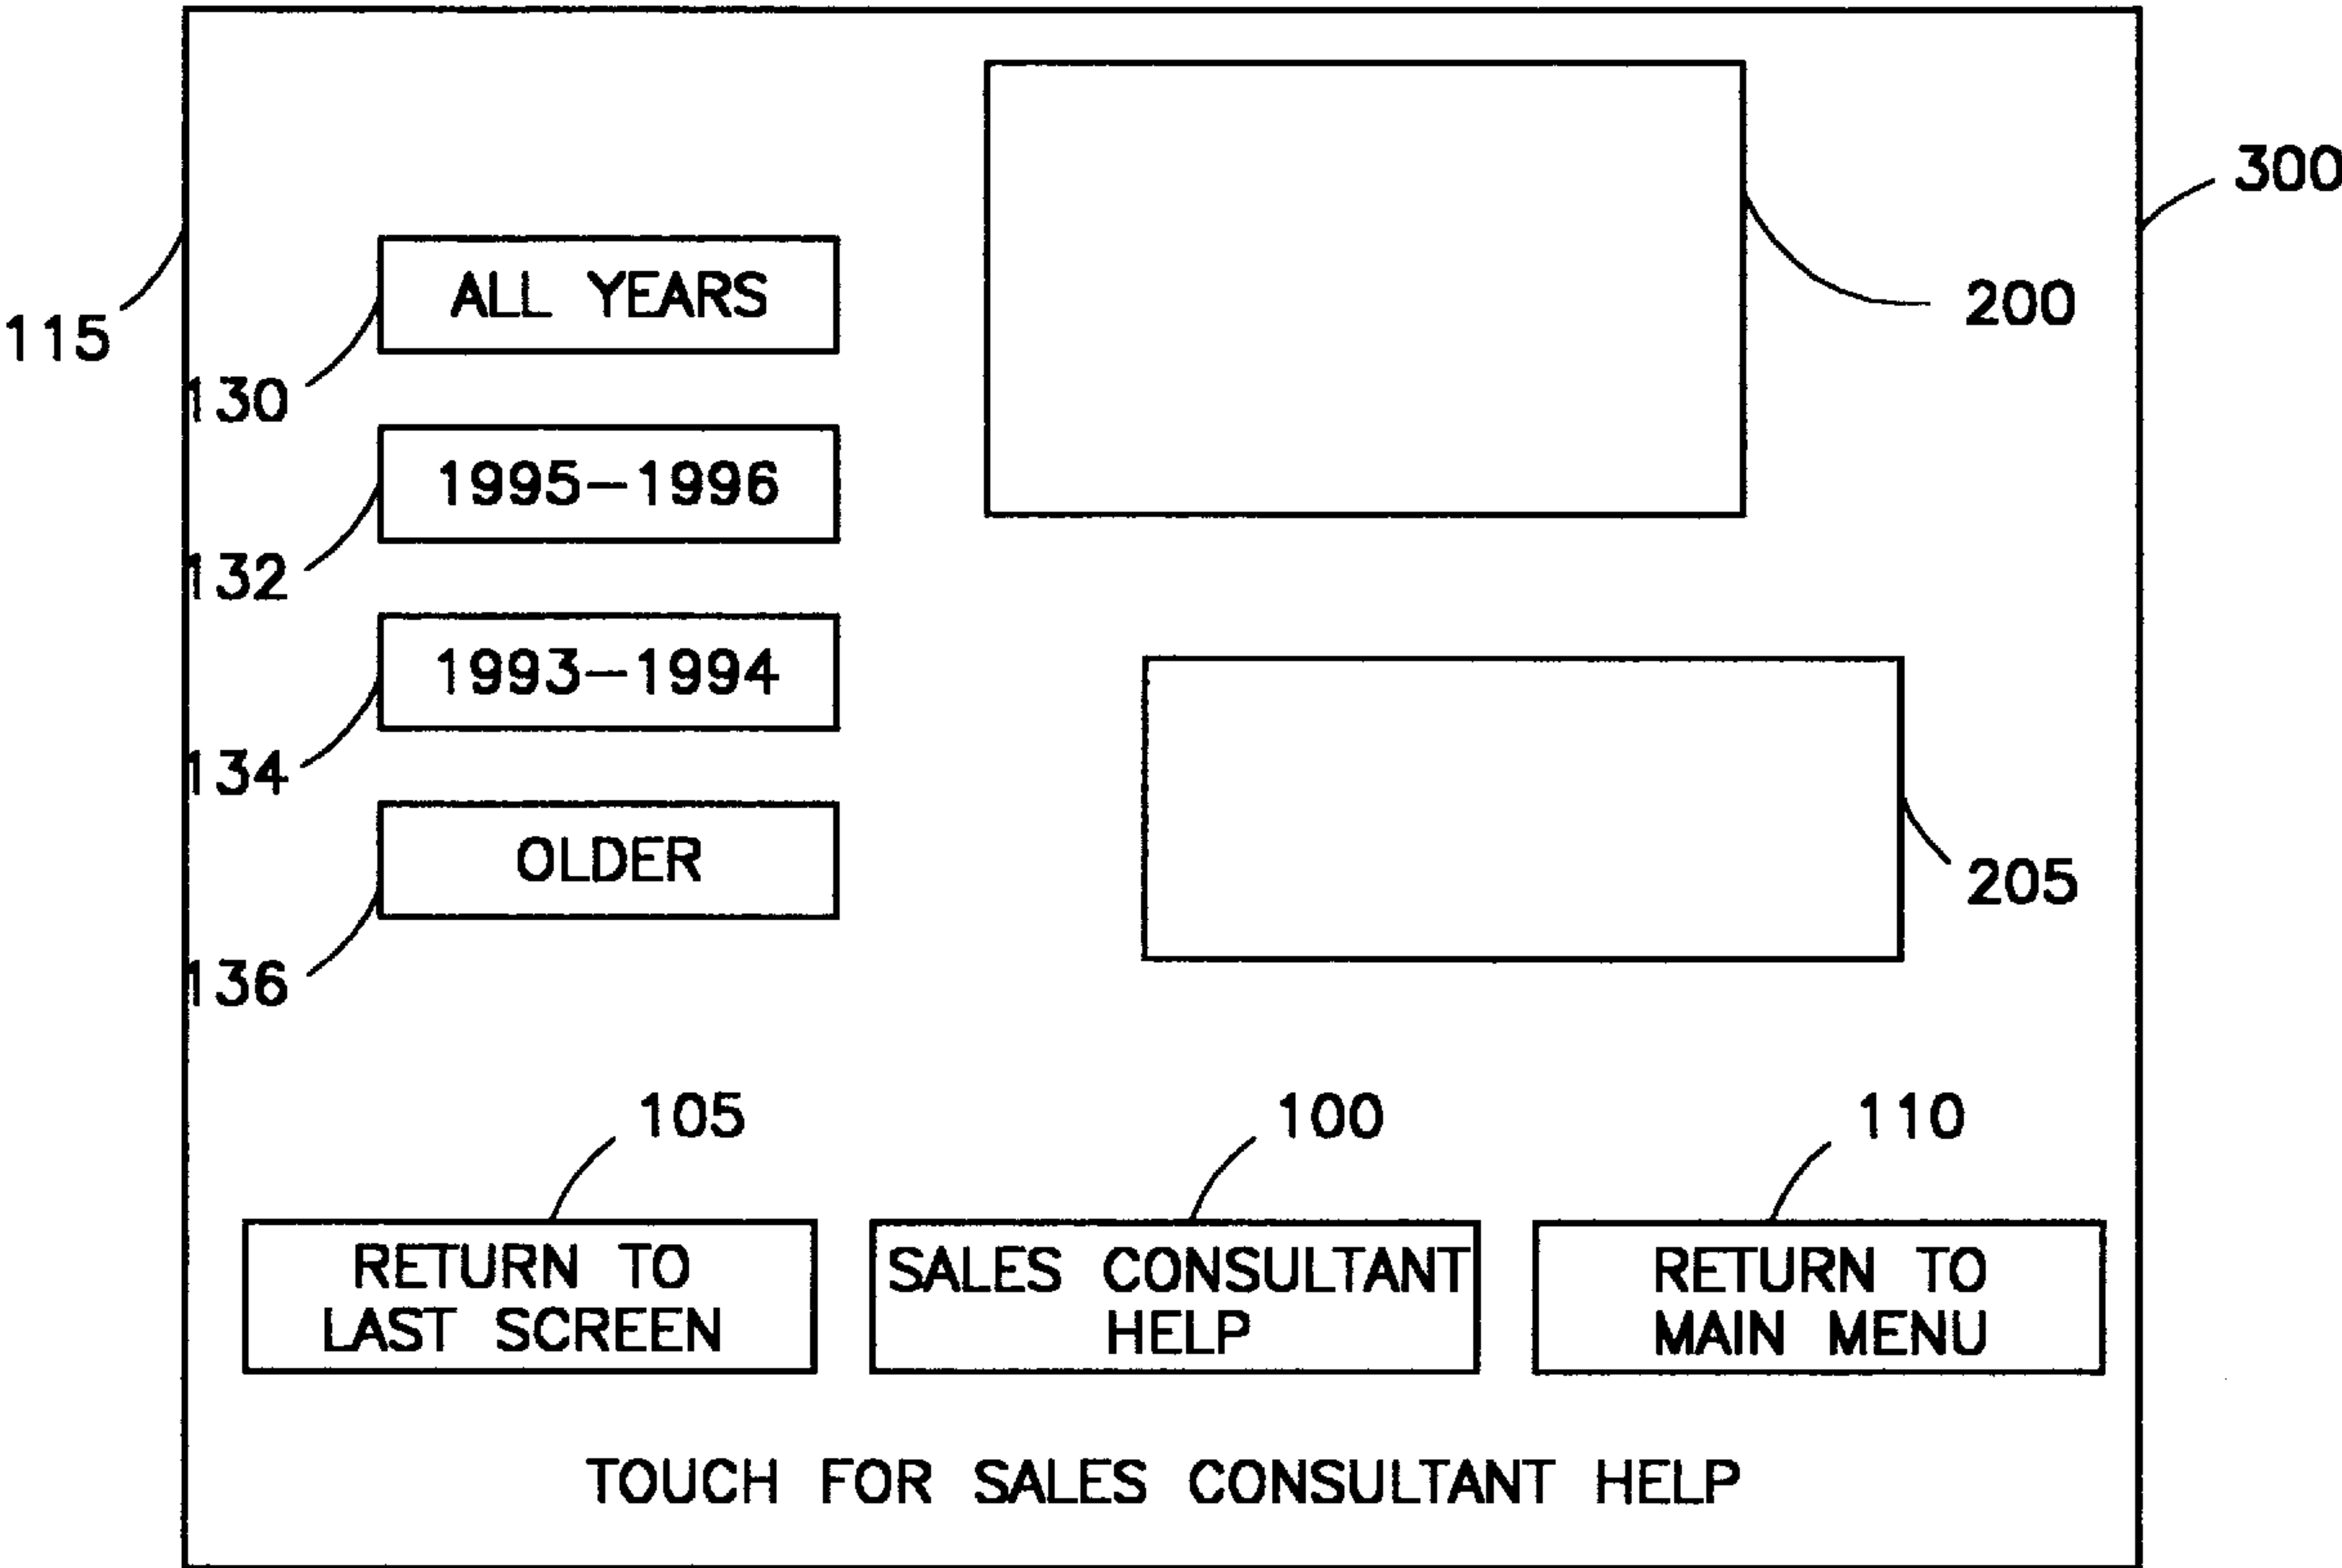 300
ALL YEARS
200
115
130
1995-1996
132
1993-1994
134
OLDER
205
136
105
100
110
RETURN TO
LAST SCREEN
SALES CONSULTANT
HELP
RETURN TO
MAIN MENU
TOUCH FOR SALES CONSULTANT HELP